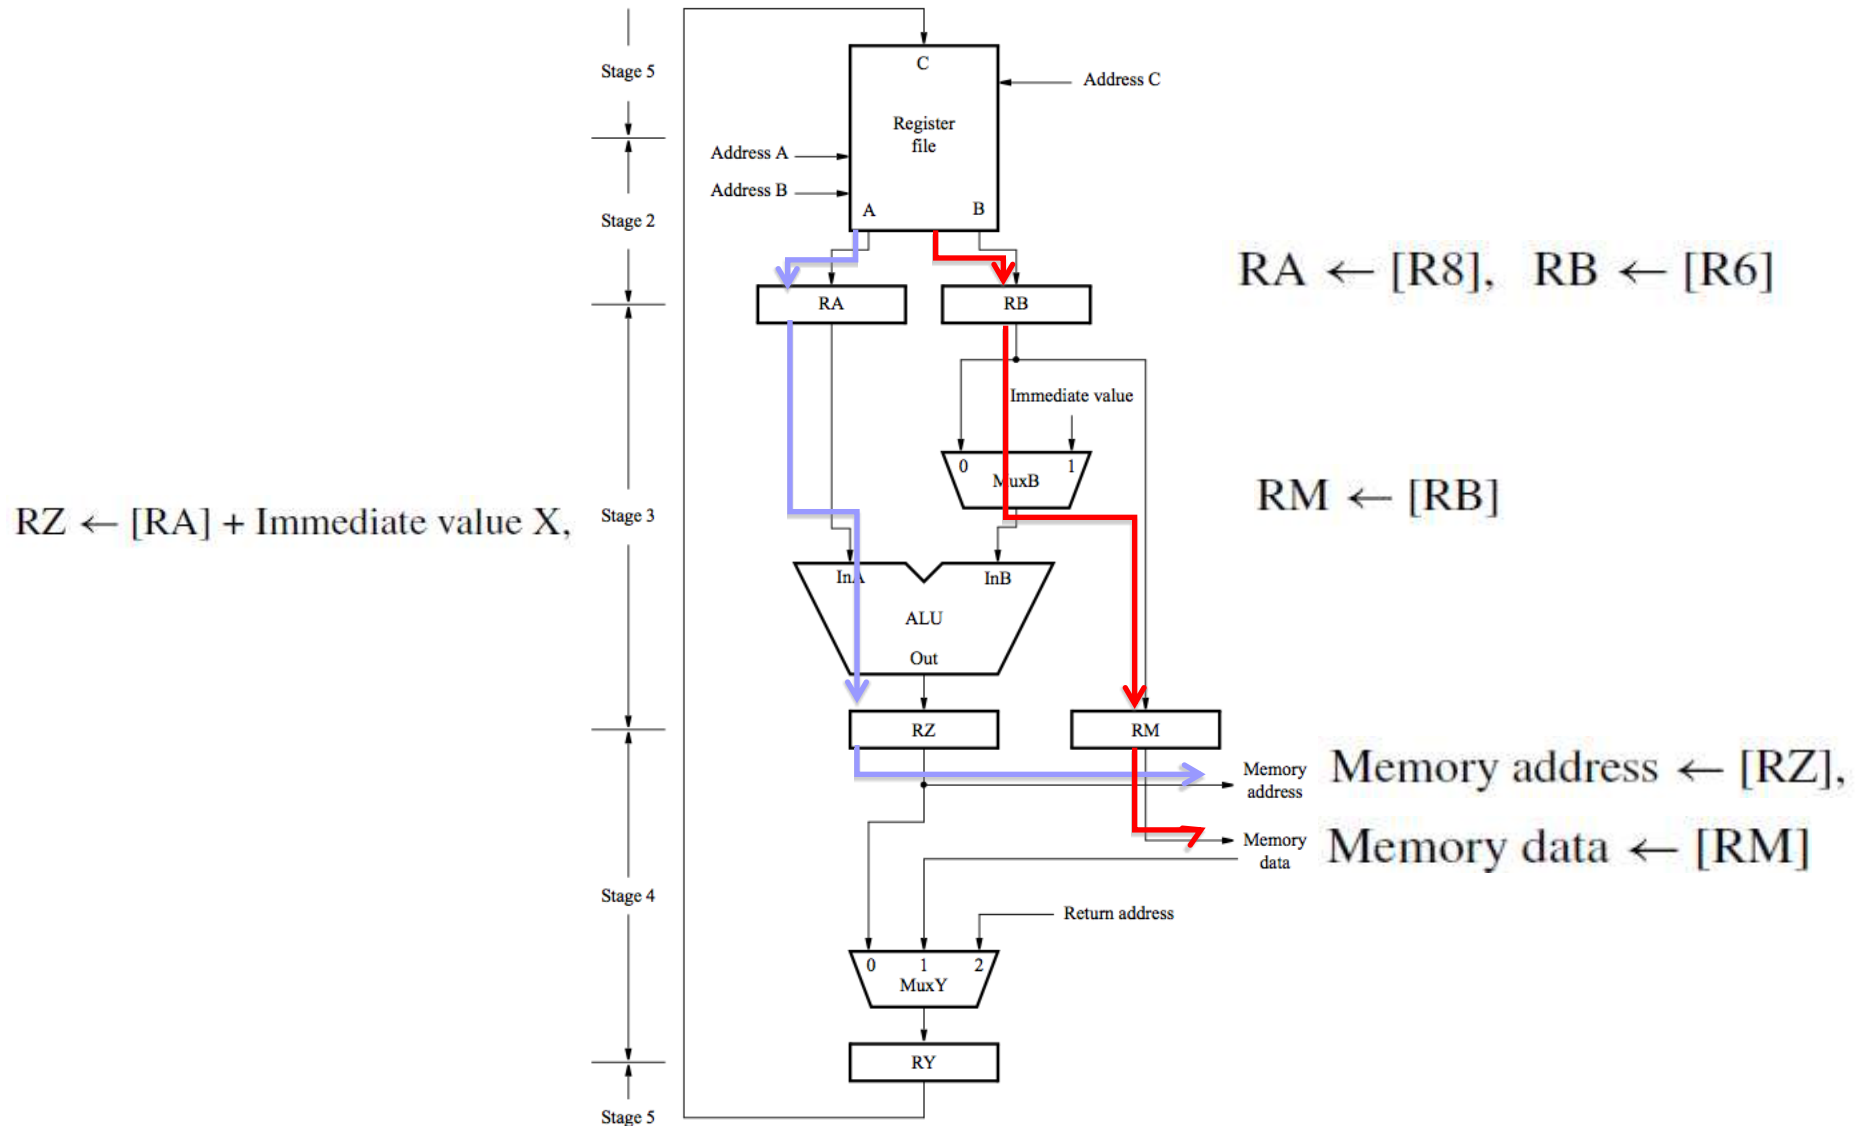 Stage 5
C
Address C
Register
file
Address A
Address B
A
B
Stage 2
RA ← [R8], RB ← [R6]
RA
RB
Immediate value
0
1
MuxB
RM ← [RB]
RZ ← [RA] + Immediate value X,
Stage 3
InA
InB
ALU
Out
RZ
RM
Memory
address
Memory address ← [RZ],
Memory
data
Memory data ← [RM]
Stage 4
Return address
0
1
2
MuxY
RY
Stage 5